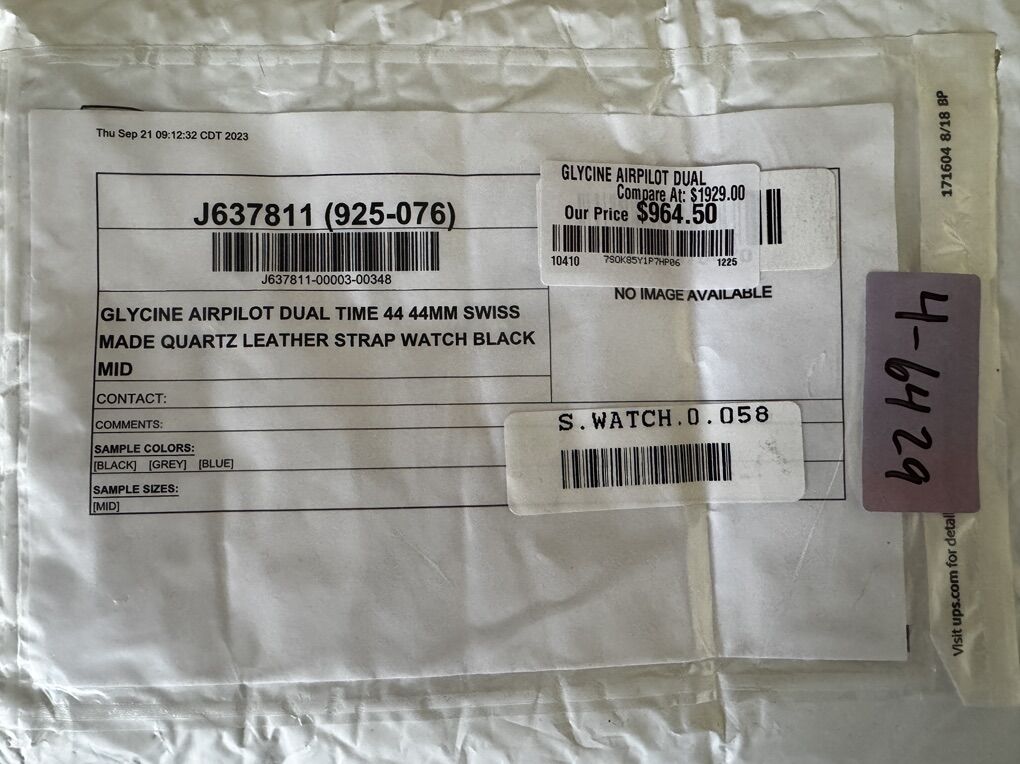 Thu Sep 21 09:12:32 CDT 2023
J637811 (925-076)
J637811-00003-00348
GLYCINE AIRPILOT DUAL
Compare At: $1929.00
Our Price $964.50
10410 7S0K85Y1P7HP06 1225
NO IMAGE AVAILABLE
GLYCINE AIRPILOT DUAL TIME 44 44MM SWISS
MADE QUARTZ LEATHER STRAP WATCH BLACK
MID
CONTACT:
COMMENTS:
SAMPLE COLORS:
[BLACK] [GREY] [BLUE]
SAMPLE SIZES:
[MID]
S.WATCH.0.058
4-6429
171604 8/18 BP
Visit ups.com for detail